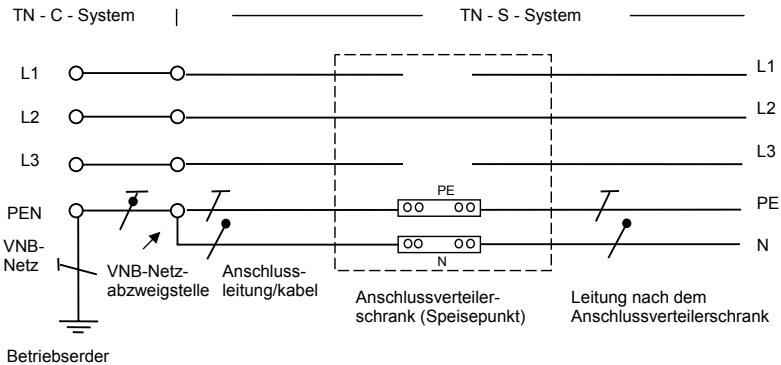 TN - C - System | TN - S - System
L1 L1
L2 L2
L3 L3
PE
PEN PE
N
N
VNB-
Netz
VNB-Netz-
abzweigstelle
Anschluss-
leitung/kabel
Anschlussverteiler-
schrank (Speisepunkt)
Leitung nach dem
Anschlussverteilerschrank
Betriebserder